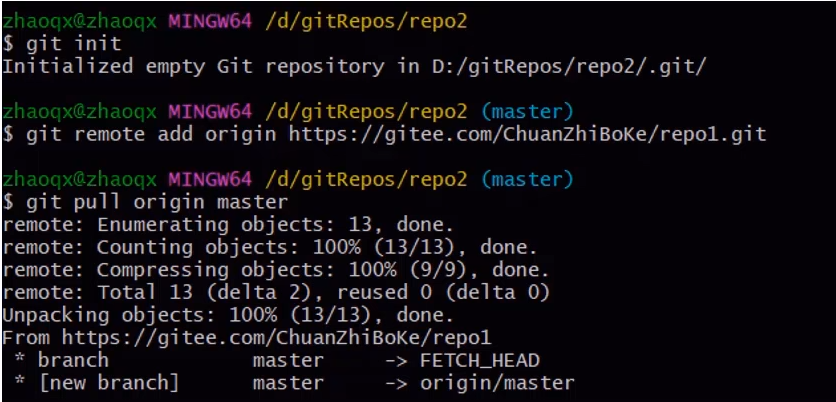 zhaoqx@zhaoqx MINGW64 /d/gitRepos/repo2
$ git init
Initialized empty Git repository in D:/gitRepos/repo2/.git/
zhaoqx@zhaoqx MINGW64 /d/gitRepos/repo2 (master)
$ git remote add origin https://gitee.com/ChuanZhiBoKe/repo1.git
zhaoqx@zhaoqx MINGW64 /d/gitRepos/repo2 (master)
$ git pull origin master
remote: Enumerating objects: 13, done.
remote: Counting objects: 100% (13/13), done.
remote: Compressing objects: 100% (9/9), done.
remote: Total 13 (delta 2), reused 0 (delta 0)
Unpacking objects: 100% (13/13), done.
From https://gitee.com/ChuanZhiBoKe/repo1
 * branch            master     -> FETCH_HEAD
 * [new branch]      master     -> origin/master